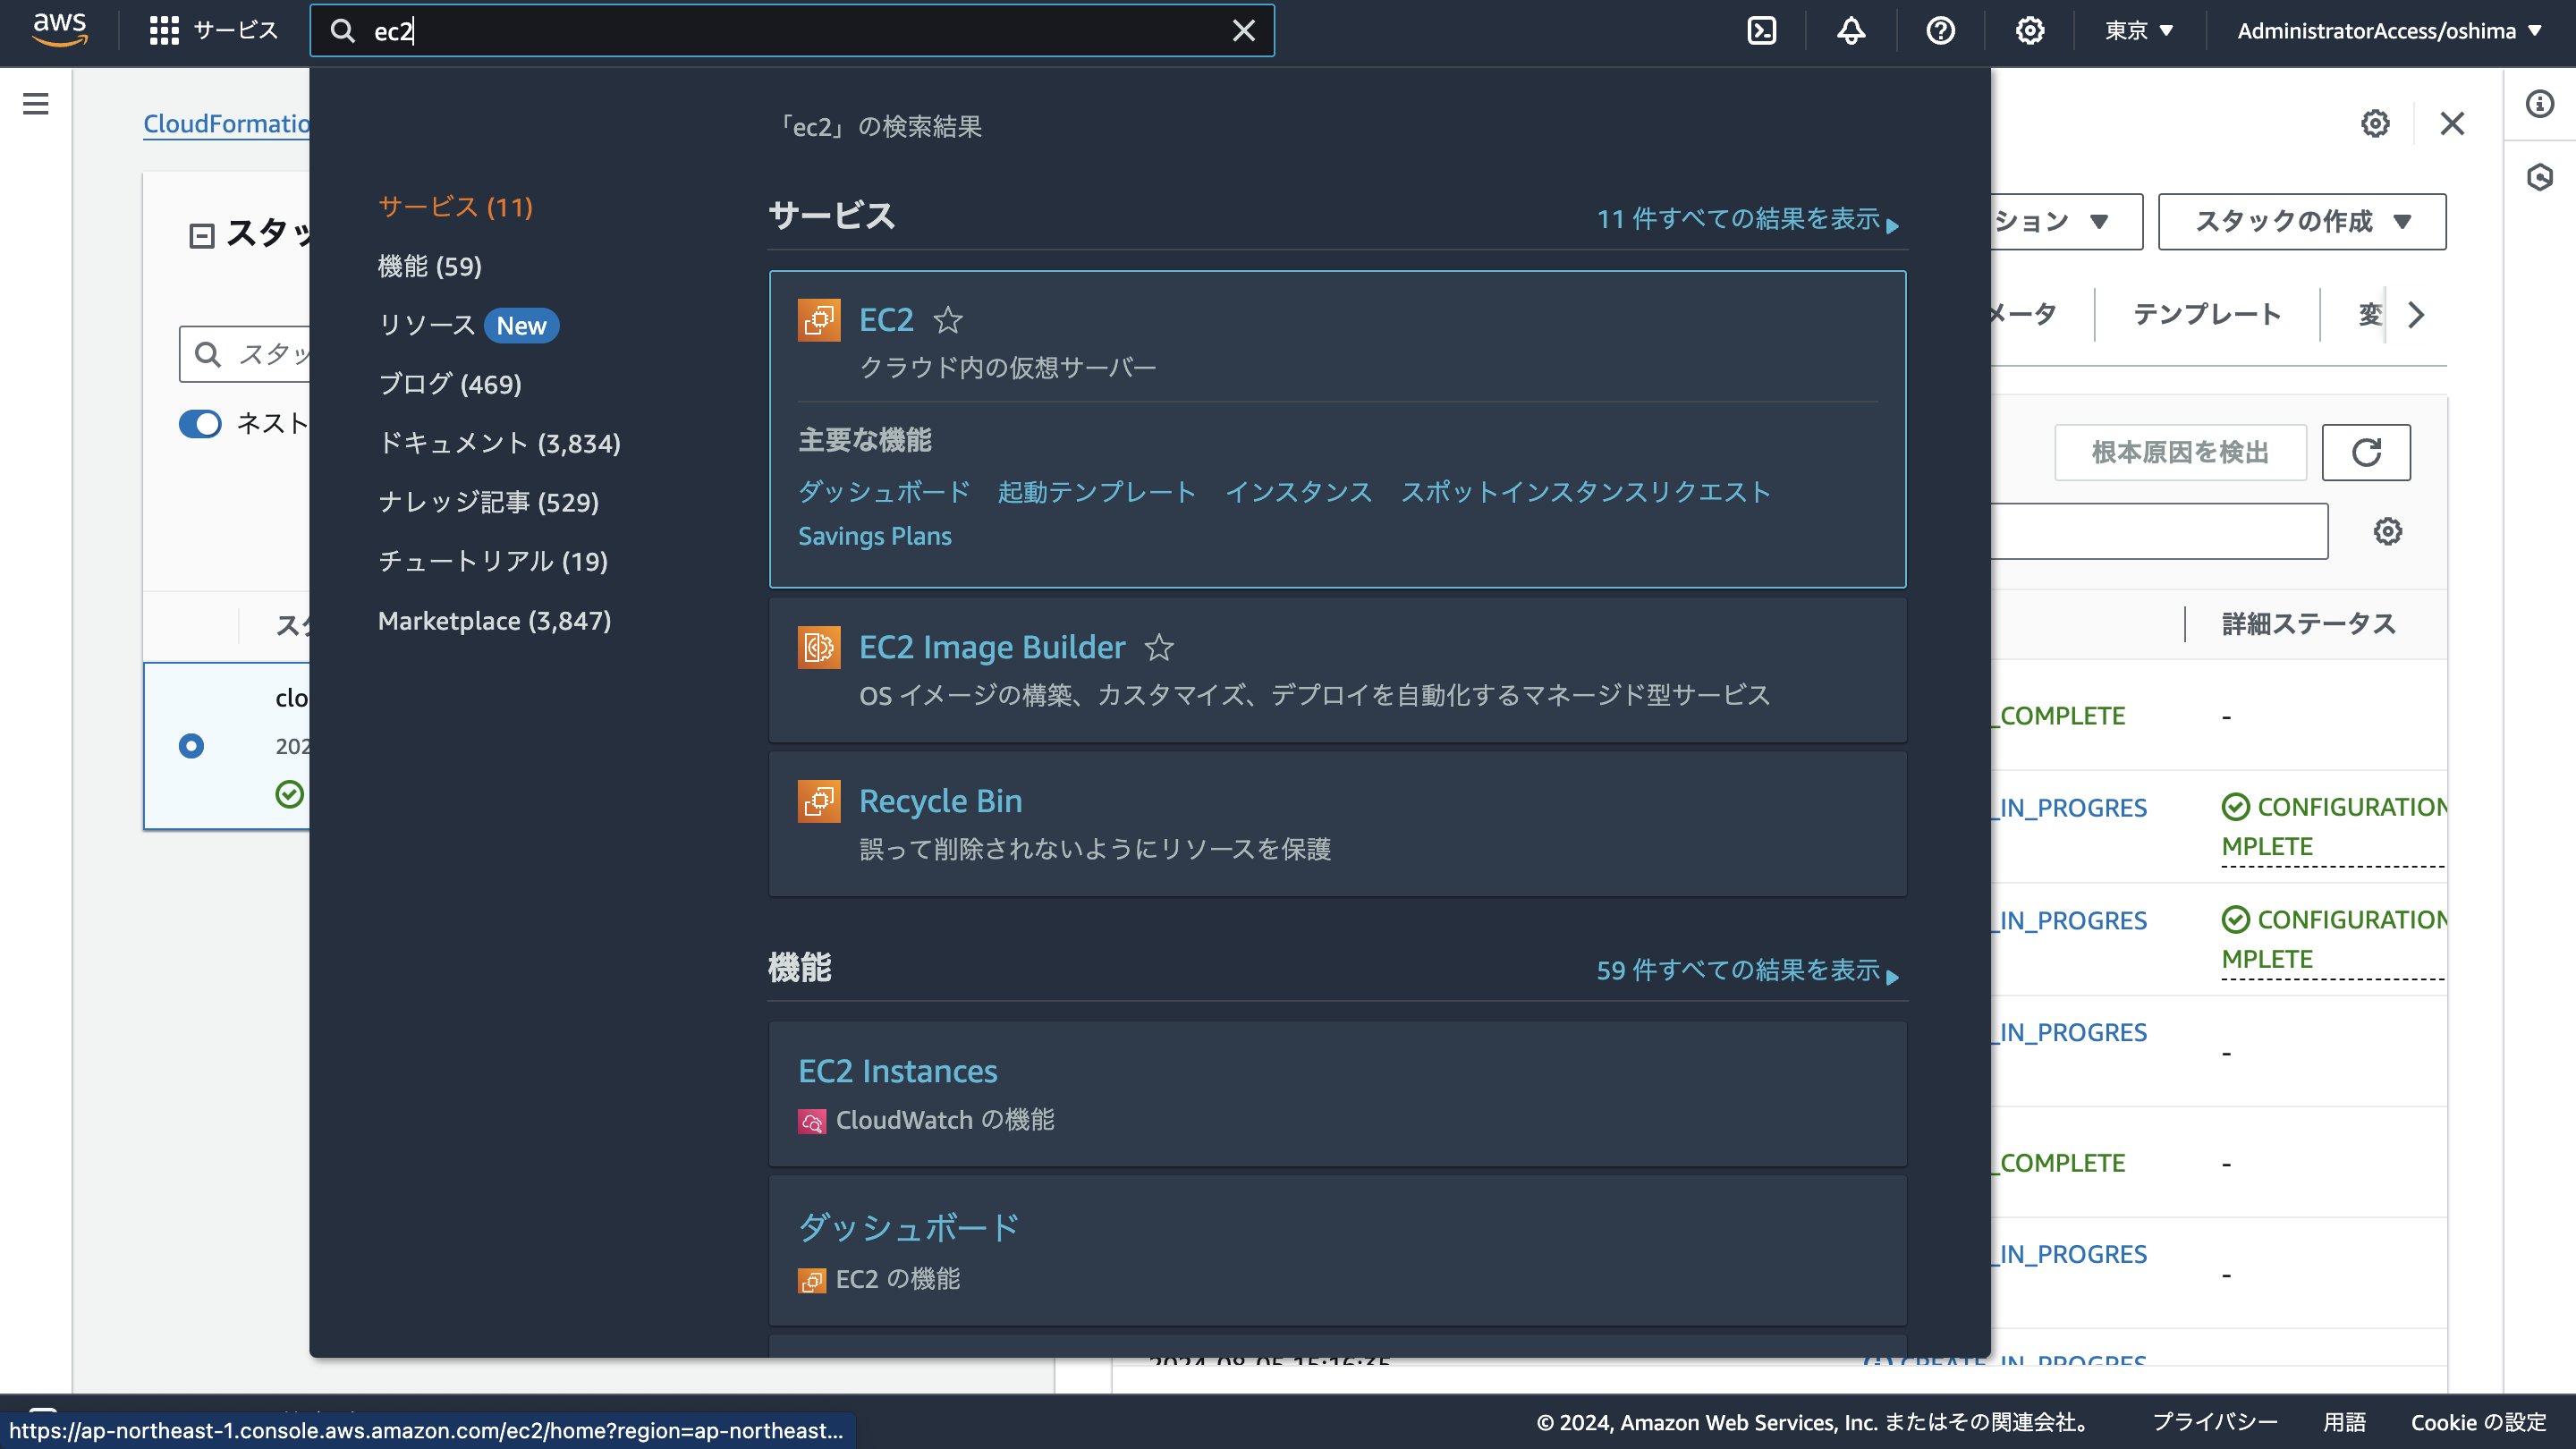 aws
サービス
ec2
東京 ▼
AdministratorAccess/oshima ▼
CloudFormatio
「ec2」の検索結果
サービス (11)
機能 (59)
リソース New
ブログ (469)
ドキュメント (3,834)
ナレッジ記事 (529)
チュートリアル (19)
Marketplace (3,847)
サービス
11 件すべての結果を表示
EC2
クラウド内の仮想サーバー
主要な機能
ダッシュボード 起動テンプレート インスタンス スポットインスタンスリクエスト
Savings Plans
EC2 Image Builder
OS イメージの構築、カスタマイズ、デプロイを自動化するマネージド型サービス
Recycle Bin
誤って削除されないようにリソースを保護
機能
59 件すべての結果を表示
EC2 Instances
CloudWatch の機能
ダッシュボード
EC2 の機能
スタッ
スタッ
ネスト
スタ
clo
202
ション ▼
スタックの作成 ▼
メータ
テンプレート
変
根本原因を検出
詳細ステータス
_COMPLETE
-
_IN_PROGRES
CONFIGURATION
MPLETE
_IN_PROGRES
CONFIGURATION
MPLETE
_IN_PROGRES
-
_COMPLETE
-
_IN_PROGRES
-
2024-08-05 15:16:35
CREATE_IN_PROGRES
https://ap-northeast-1.console.aws.amazon.com/ec2/home?region=ap-northeast...
© 2024, Amazon Web Services, Inc. またはその関連会社。
プライバシー
用語
Cookie の設定